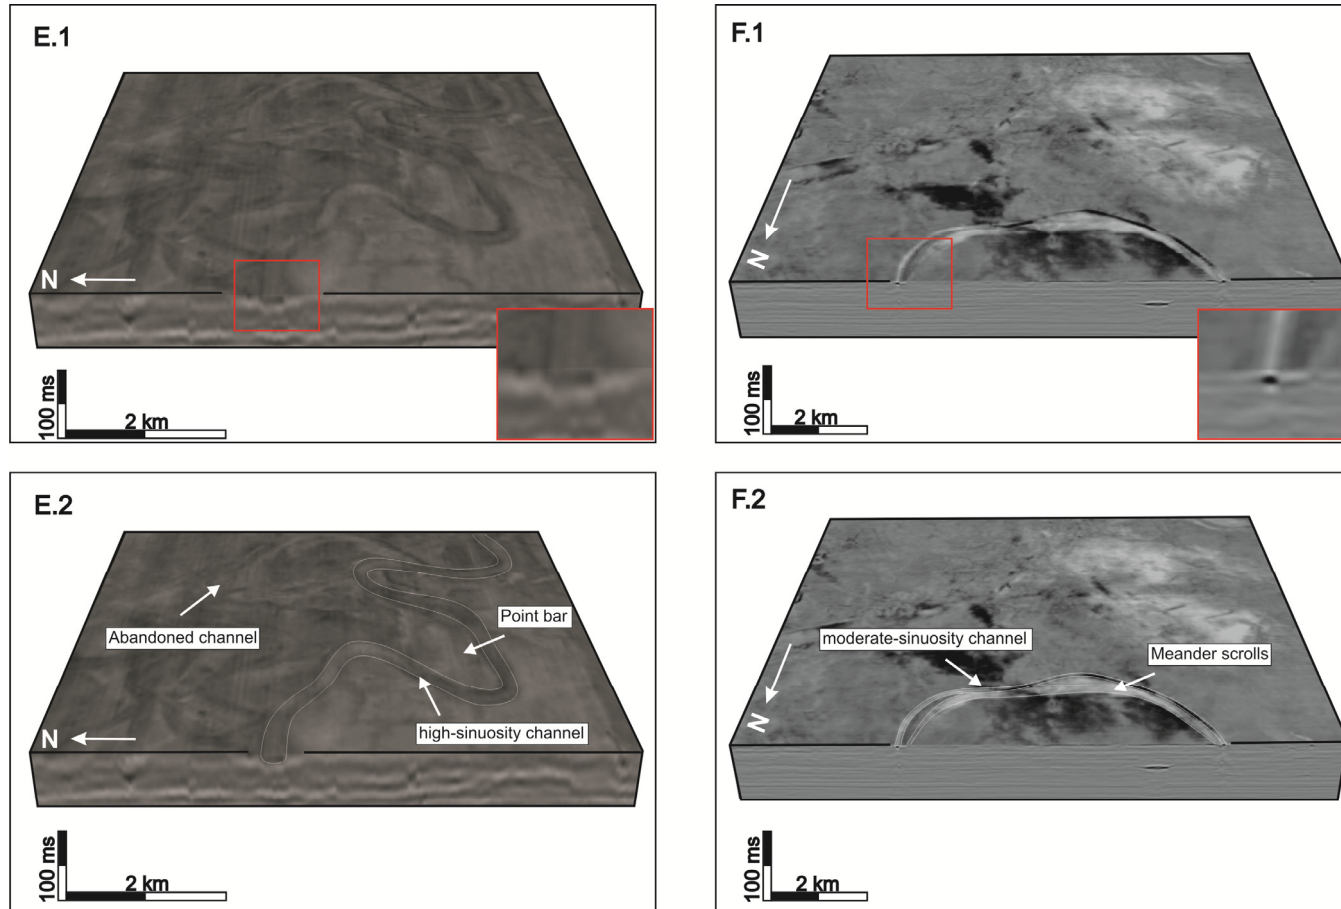 E.1
N
100 ms
2 km
F.1
N
100 ms
2 km
E.2
Abandoned channel
Point bar
high-sinuosity channel
N
100 ms
2 km
F.2
moderate-sinuosity channel
Meander scrolls
N
100 ms
2 km